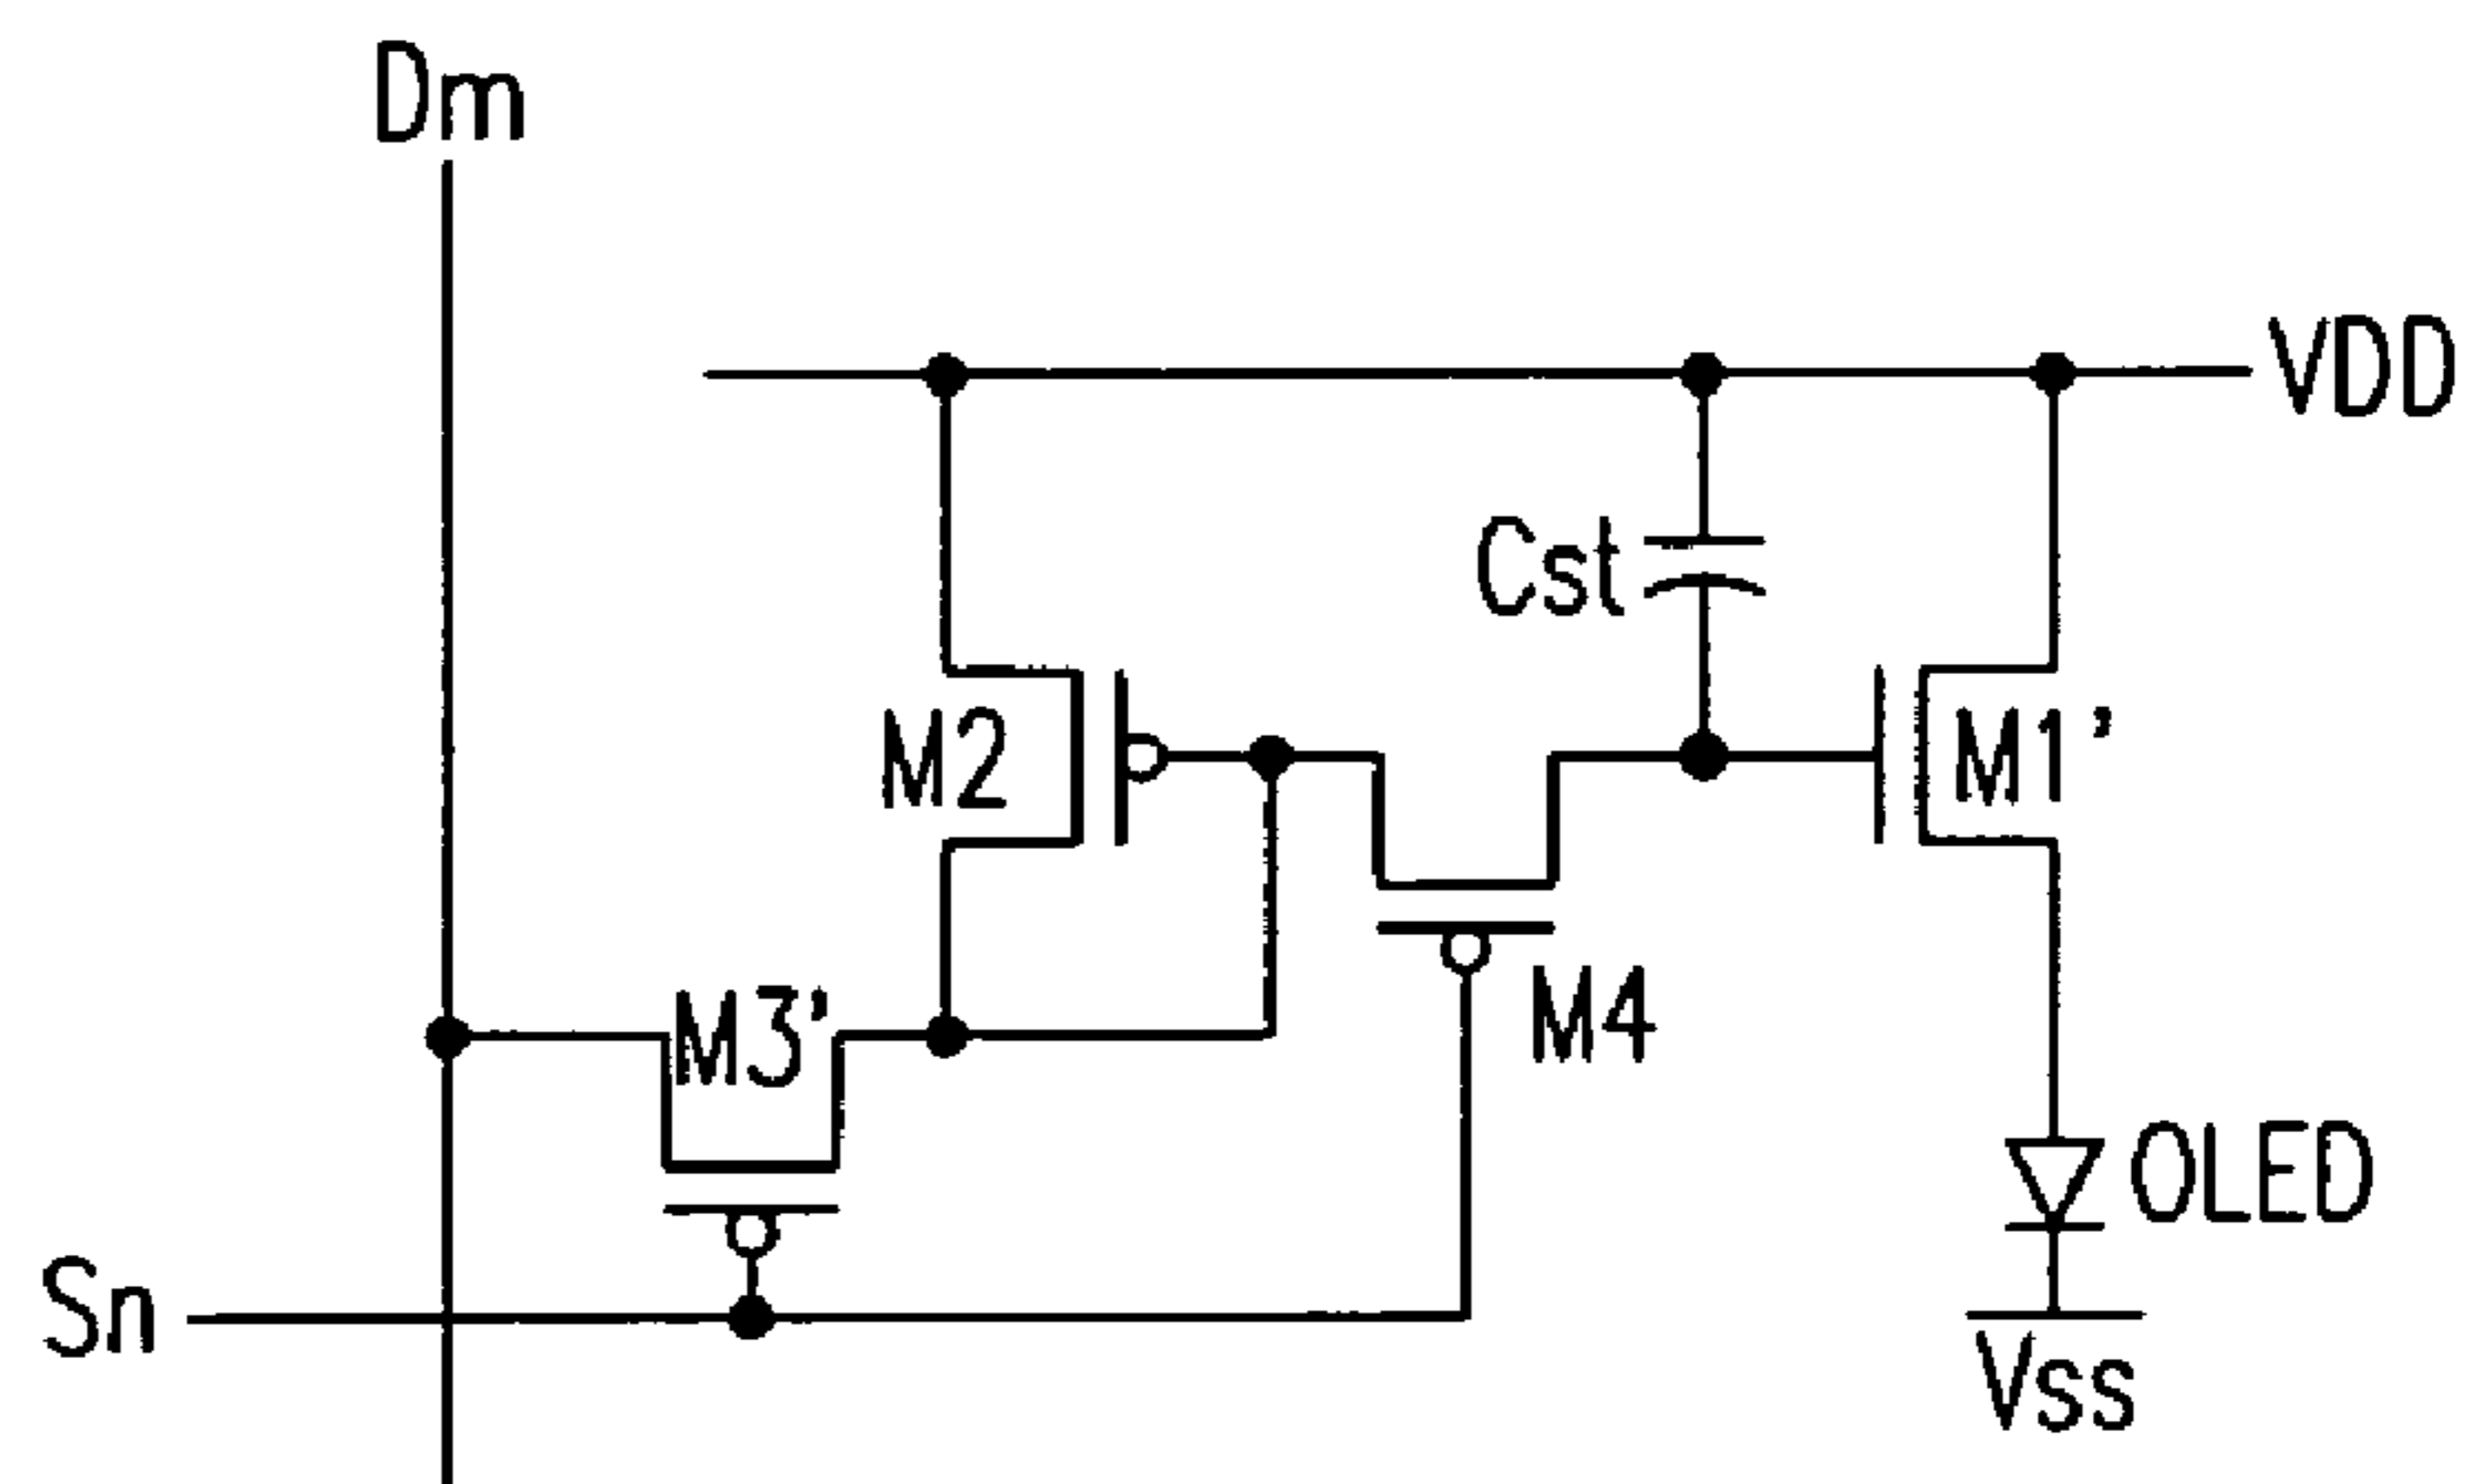 Dm
VDD
Cst
M2
M1’
M3'
M4
OLED
Sn
Vss